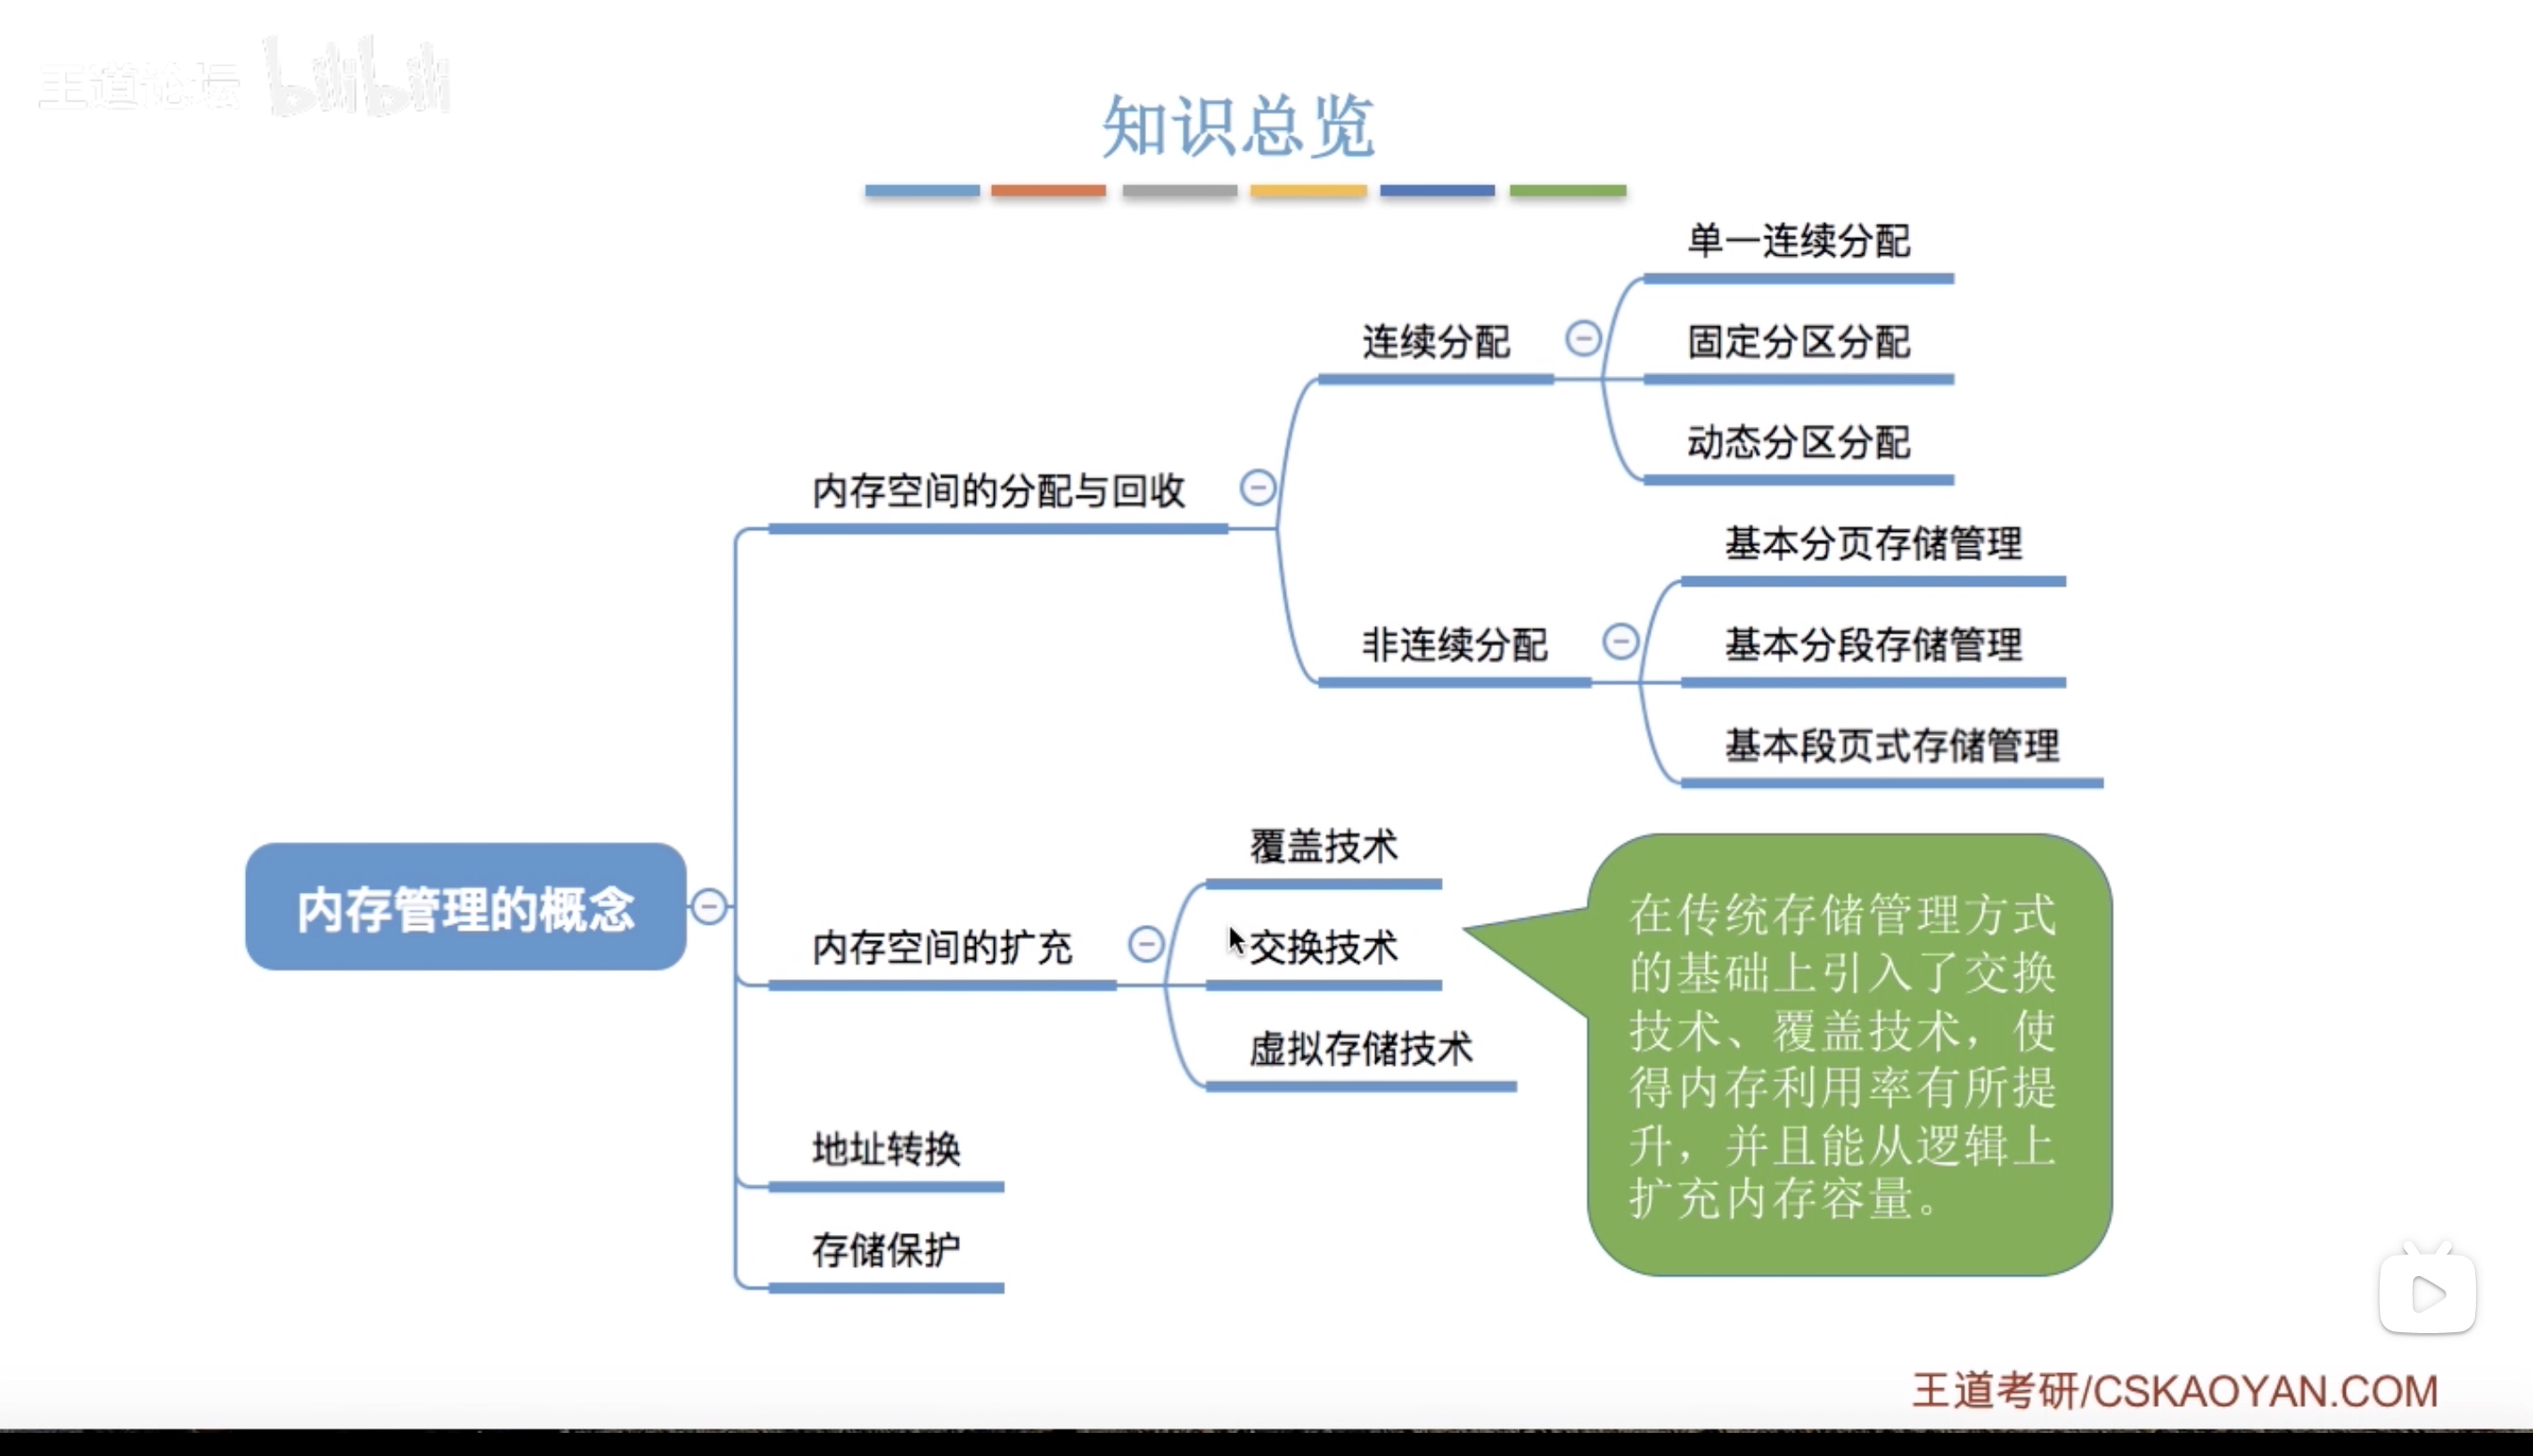 王道论坛 bilibili
知识总览
单一连续分配
连续分配
固定分区分配
动态分区分配
内存空间的分配与回收
基本分页存储管理
非连续分配
基本分段存储管理
基本段页式存储管理
内存管理的概念
覆盖技术
内存空间的扩充
交换技术
虚拟存储技术
地址转换
存储保护
在传统存储管理方式
的基础上引入了交换
技术、覆盖技术，使
得内存利用率有所提
升，并且能从逻辑上
扩充内存容量。
王道考研/CSKAOYAN.COM